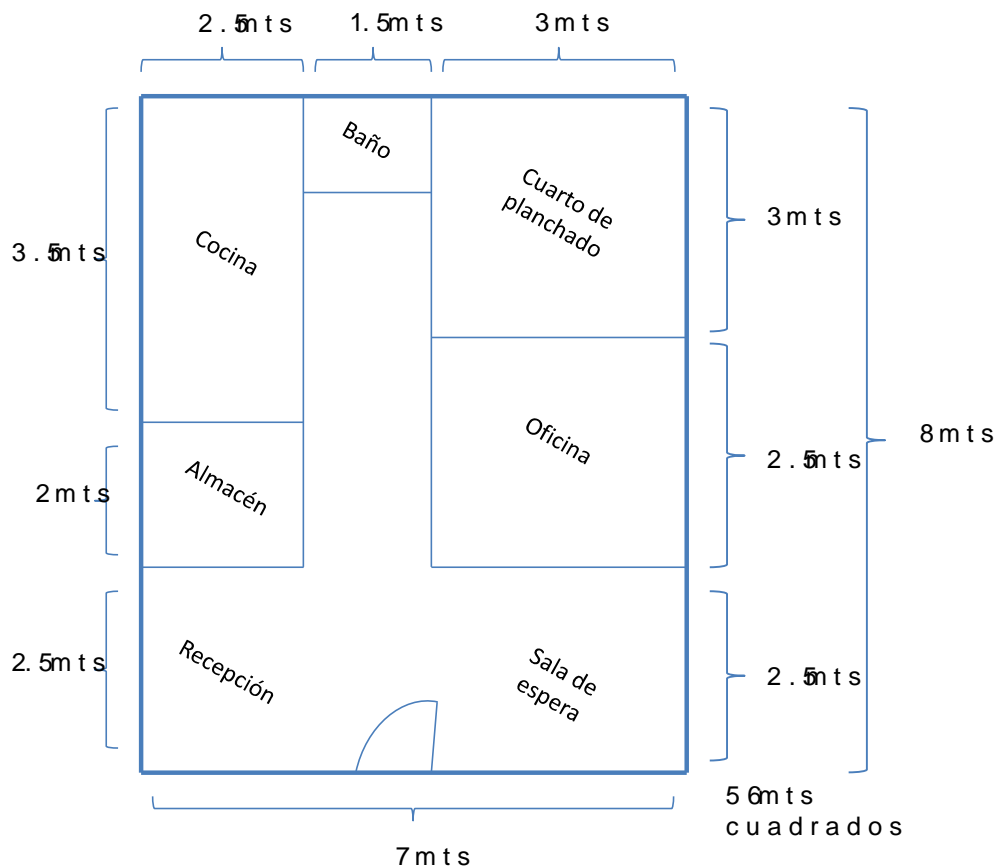 2.5mts
1.5mts
3mts
Baño
Cuarto de
planchado
3mts
Cocina
3.5mts
Oficina
8mts
2.5mts
Almacén
2mts
Recepción
2.5mts
Sala de
espera
2.5mts
56mts
cuadrados
7mts